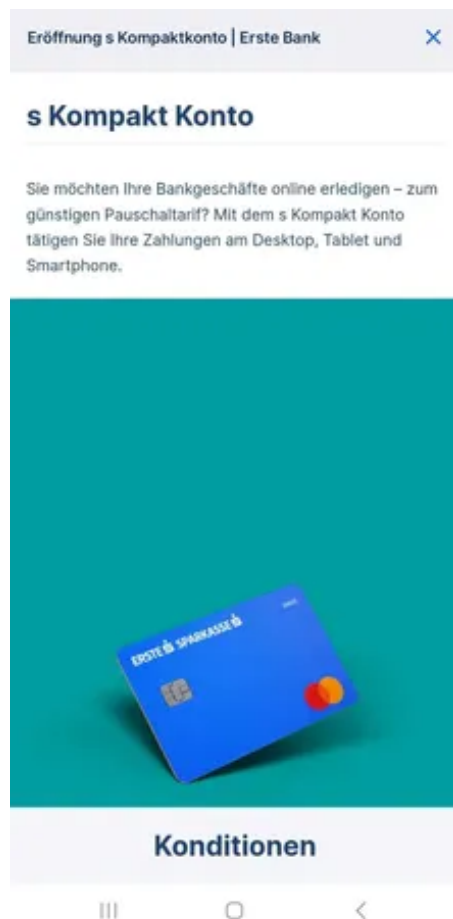 Eröffnung s Kompaktkonto | Erste Bank
s Kompakt Konto
Sie möchten Ihre Bankgeschäfte online erledigen – zum
günstigen Pauschaltarif? Mit dem s Kompakt Konto
tätigen Sie Ihre Zahlungen am Desktop, Tablet und
Smartphone.
ERSTE SPARKASSE
Konditionen